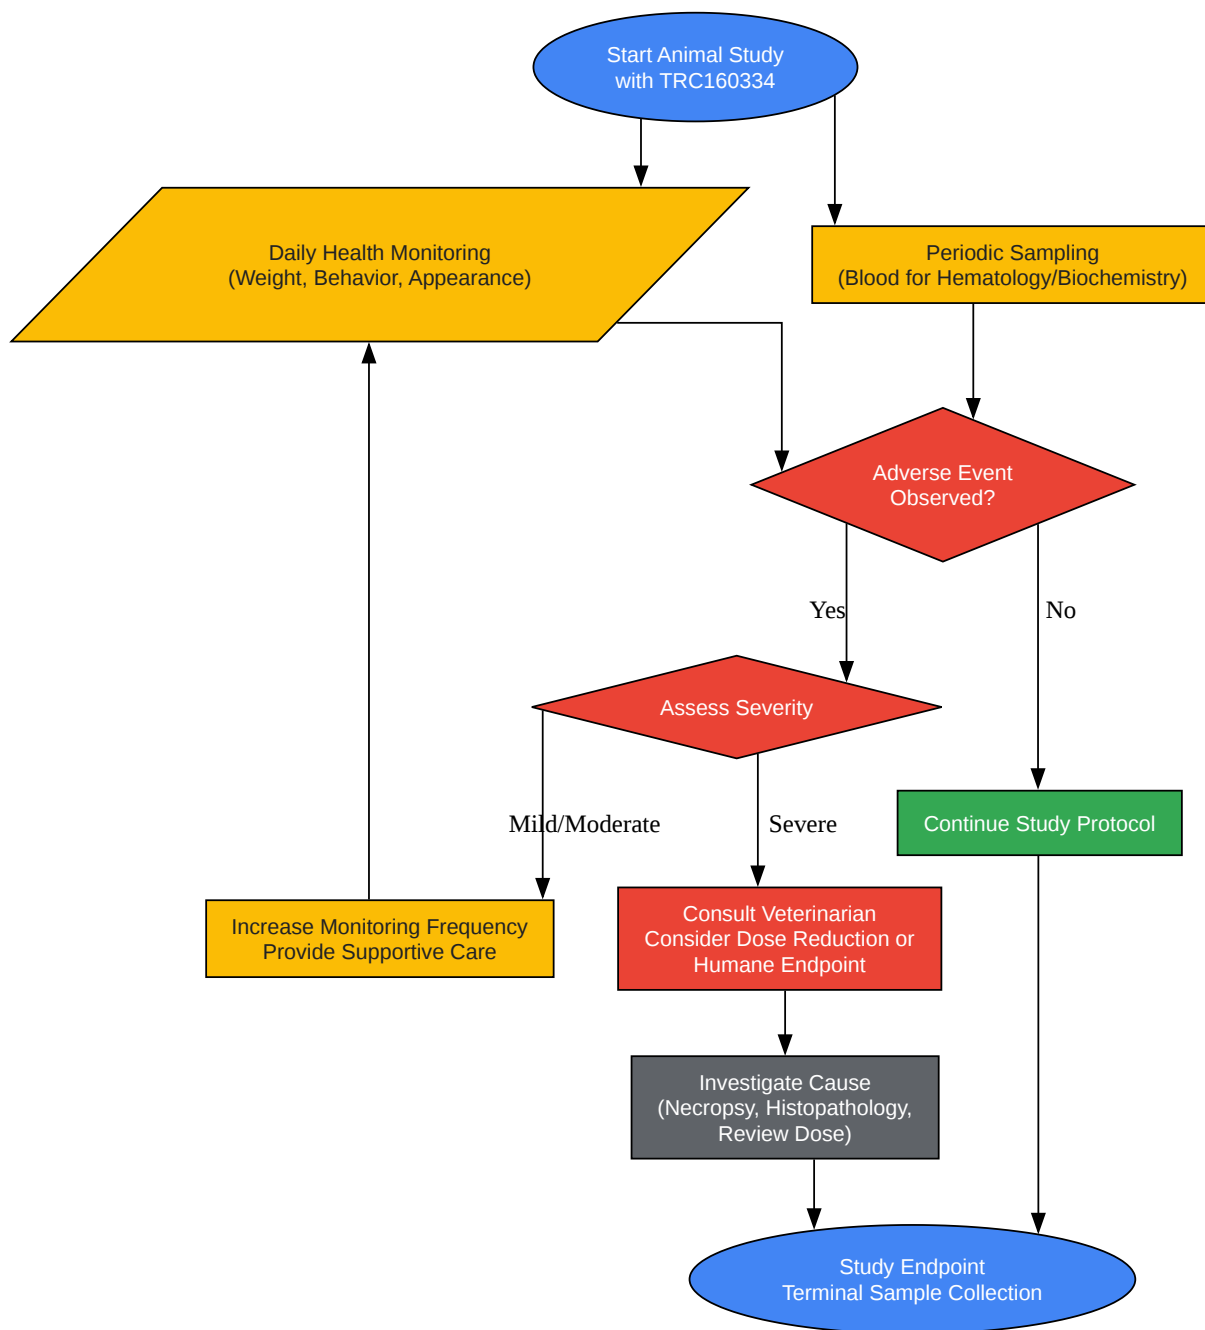 Start Animal Study
with TRC160334
Daily Health Monitoring
(Weight, Behavior, Appearance)
Periodic Sampling
(Blood for Hematology/Biochemistry)
Adverse Event
Observed?
Yes
No
Assess Severity
Mild/Moderate
Severe
Continue Study Protocol
Increase Monitoring Frequency
Provide Supportive Care
Consult Veterinarian
Consider Dose Reduction or
Humane Endpoint
Investigate Cause
(Necropsy, Histopathology,
Review Dose)
Study Endpoint
Terminal Sample Collection